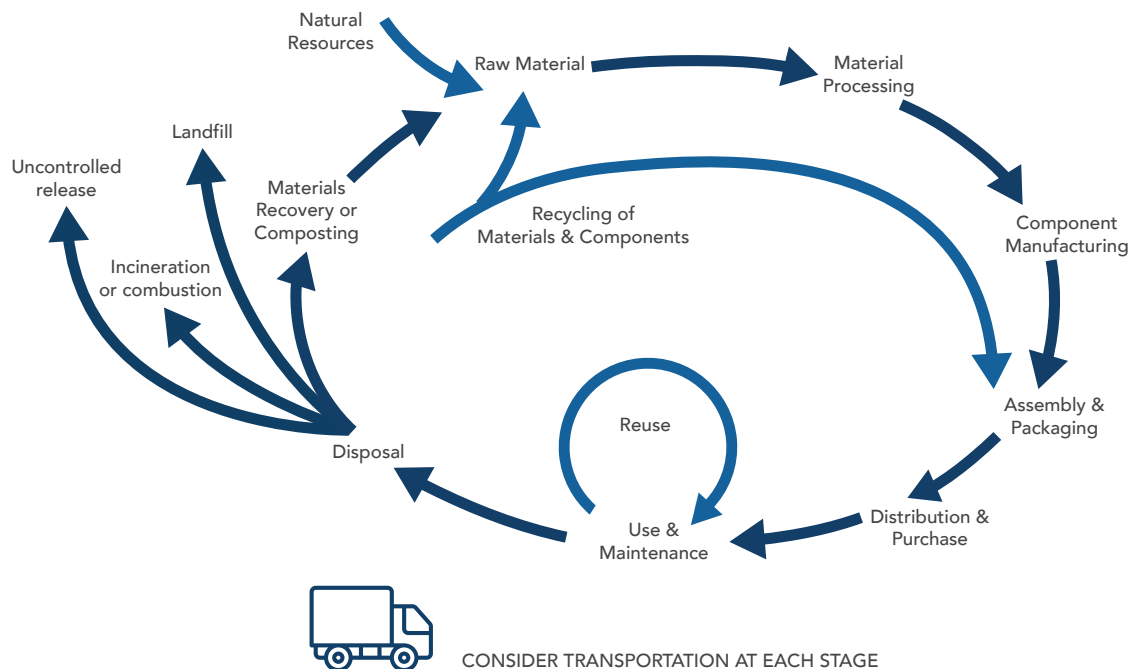 Natural
Resources
Raw Material
Material
Processing
Landfill
Uncontrolled
release
Materials
Recovery or
Composting
Recycling of
Materials & Components
Component
Manufacturing
Incineration
or combustion
Assembly &
Packaging
Reuse
Disposal
Distribution &
Purchase
Use &
Maintenance
CONSIDER TRANSPORTATION AT EACH STAGE